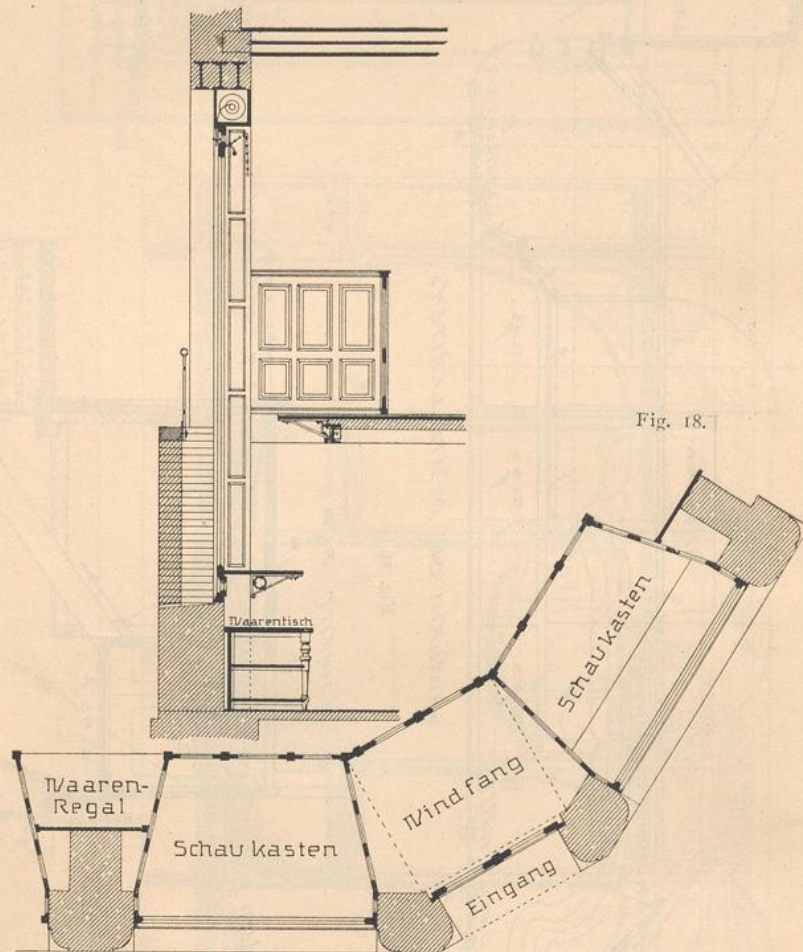 Fig. 18.
Waarentisch
Schaukasten
Waaren-
Regal
Windfang
Schaukasten
Eingang